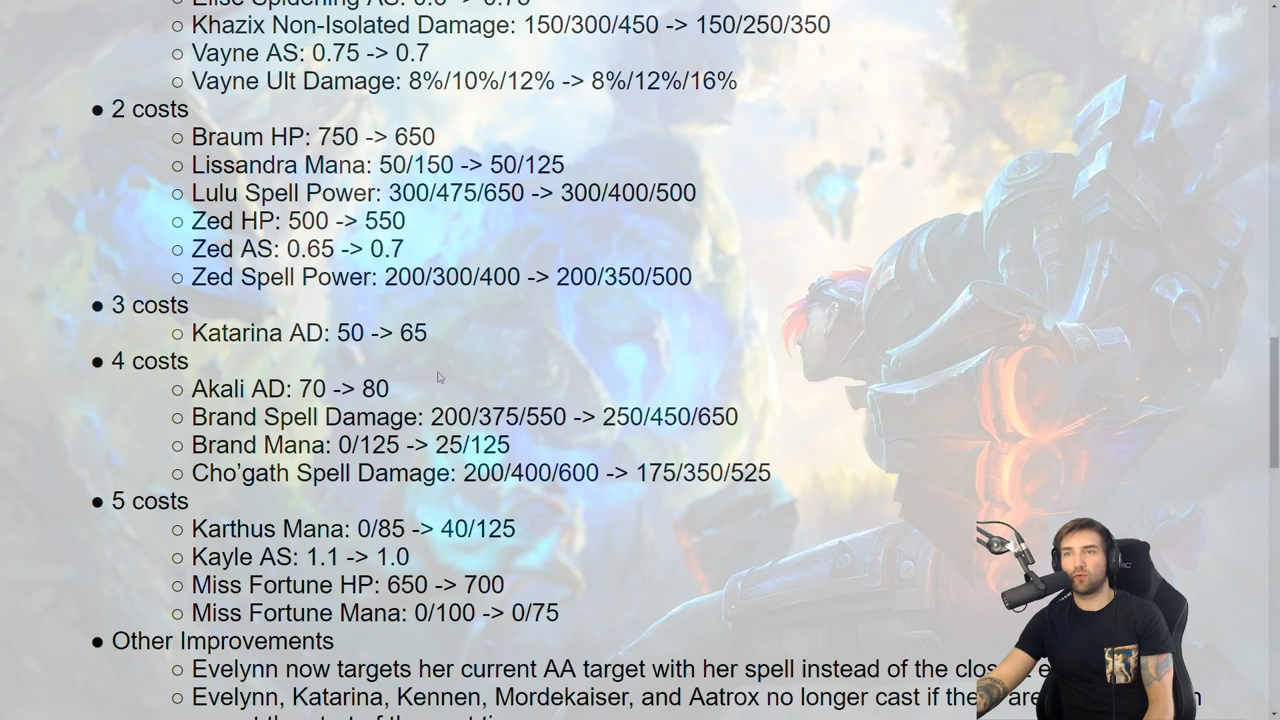 ○ Khazix Non-Isolated Damage: 150/300/450 -> 150/250/350
○ Vayne AS: 0.75 -> 0.7
○ Vayne Ult Damage: 8%/10%/12% -> 8%/12%/16%
● 2 costs
○ Braum HP: 750 -> 650
○ Lissandra Mana: 50/150 -> 50/125
○ Lulu Spell Power: 300/475/650 -> 300/400/500
○ Zed HP: 500 -> 550
○ Zed AS: 0.65 -> 0.7
○ Zed Spell Power: 200/300/400 -> 200/350/500
● 3 costs
○ Katarina AD: 50 -> 65
● 4 costs
○ Akali AD: 70 -> 80
○ Brand Spell Damage: 200/375/550 -> 250/450/650
○ Brand Mana: 0/125 -> 25/125
○ Cho’gath Spell Damage: 200/400/600 -> 175/350/525
● 5 costs
○ Karthus Mana: 0/85 -> 40/125
○ Kayle AS: 1.1 -> 1.0
○ Miss Fortune HP: 650 -> 700
○ Miss Fortune Mana: 0/100 -> 0/75
● Other Improvements
○ Evelynn now targets her current AA target with her spell instead of the
○ Evelynn, Katarina, Kennen, Mordekaiser, and Aatrox no longer cast if